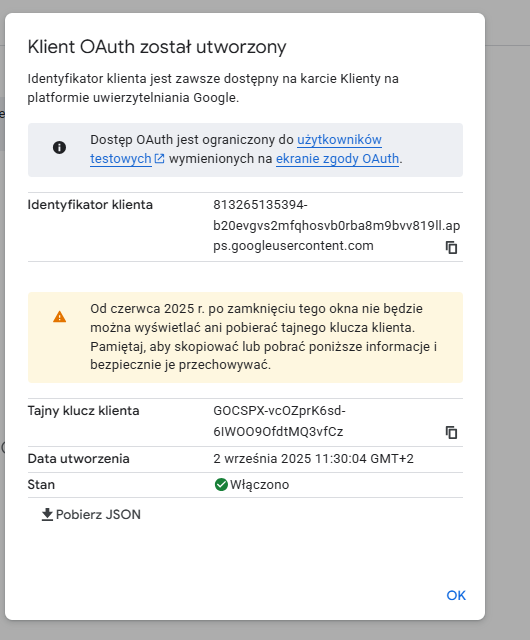 Klient OAuth został utworzony
Identyfikator klienta jest zawsze dostępny na karcie Klienty na
platformie uwierzytelniania Google.
Dostęp OAuth jest ograniczony do użytkowników
testowych wymienionych na ekranie zgody OAuth.
Identyfikator klienta
813265135394-
b20evgvs2mfqhosvb0rba8m9bvv819ll.ap
ps.googleusercontent.com
Od czerwca 2025 r. po zamknięciu tego okna nie będzie
można wyświetlać ani pobierać tajnego klucza klienta.
Pamiętaj, aby skopiować lub pobrać poniższe informacje i
bezpiecznie je przechowywać.
Tajny klucz klienta
GOCSPX-vcOZprK6sd-
6IWOO9OfdtMQ3vfCz
Data utworzenia 2 września 2025 11:30:04 GMT+2
Stan Włączono
Pobierz JSON
OK